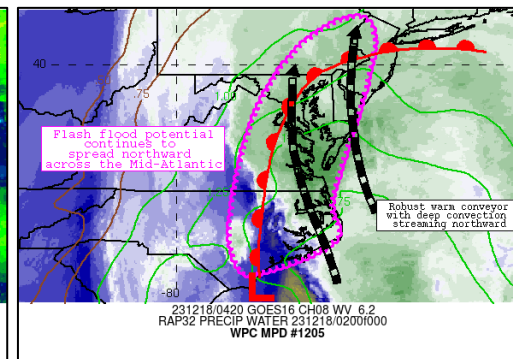 40
.75
.00
Flash flood potential
continues to
spread northward
across the Mid-Atlantic
.75
Robust warm conveyor
with deep convection
streaming northward
L
-80
231218/0420 GOES16 CH08 WV 6.2
RAP32 PRECIP WATER 231218/0200f000
WPC MPD #1205